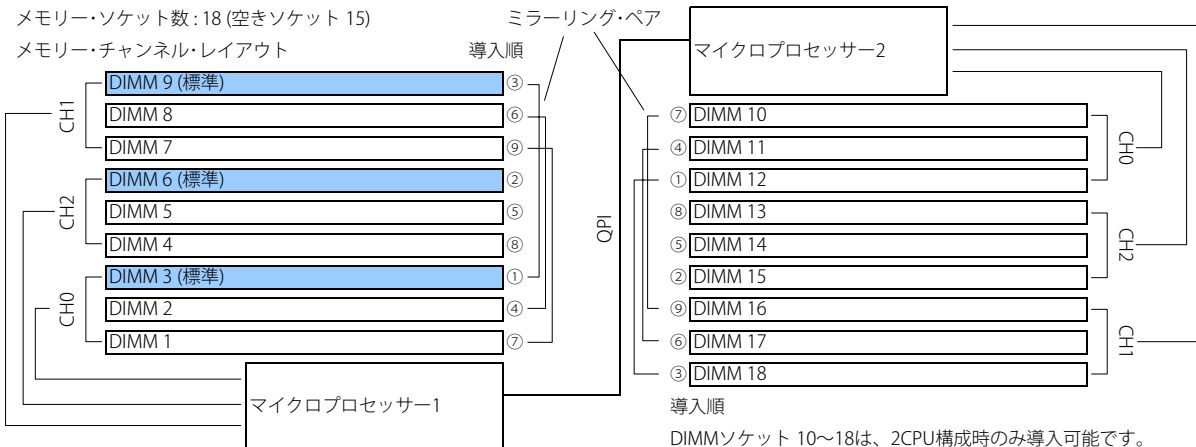 メモリー・ソケット数 : 18 (空きソケット 15)
メモリー・チャンネル・レイアウト
導入順
ミラーリング・ペア
CH1
DIMM 9 (標準) ③
DIMM 8 ⑥
DIMM 7 ⑨
CH2
DIMM 6 (標準) ②
DIMM 5 ⑤
DIMM 4 ⑧
CH0
DIMM 3 (標準) ①
DIMM 2 ④
DIMM 1 ⑦
マイクロプロセッサー1
QPI
マイクロプロセッサー2
⑦ DIMM 10
④ DIMM 11
① DIMM 12
CH0
⑧ DIMM 13
⑤ DIMM 14
② DIMM 15
CH2
⑨ DIMM 16
⑥ DIMM 17
③ DIMM 18
CH1
導入順
DIMMソケット 10～18は、2CPU構成時のみ導入可能です。